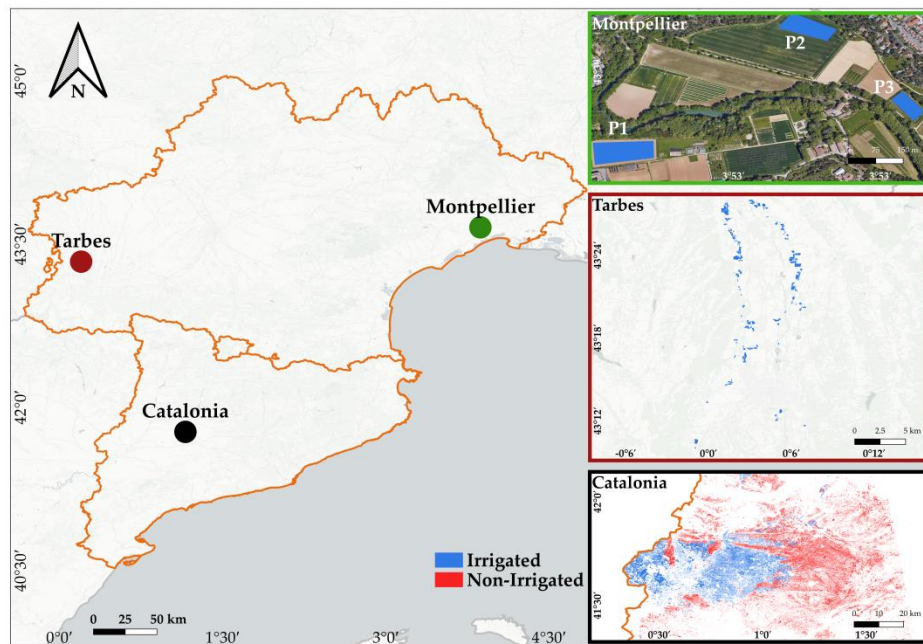 N
45°0′
43°30′
42°0′
40°30′
Tarbes
Montpellier
Catalonia
Irrigated
Non-Irrigated
0 25 50 km
0°0′ 1°30′ 3°0′ 4°30′
Montpellier
P2
P3
P1
75 150 m
3°53′ 3°53′
Tarbes
43°24′
43°18′
43°12′
0 2.5 5 km
-0°6′ 0°0′ 0°6′ 0°12′
Catalonia
42°0′
41°30′
0 10 20 km
0°30′ 1°0′ 1°30′